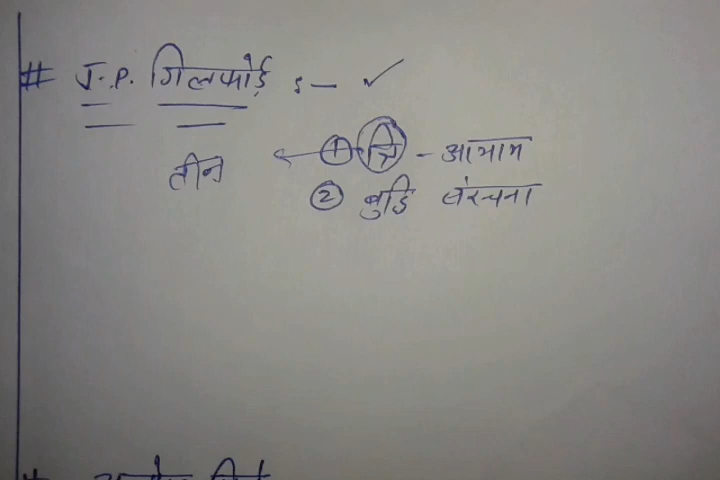 # J.P. गिलफोर्ड :- ✓
तीन ← ① त्रि - आयाम
② बुद्धि संरचना